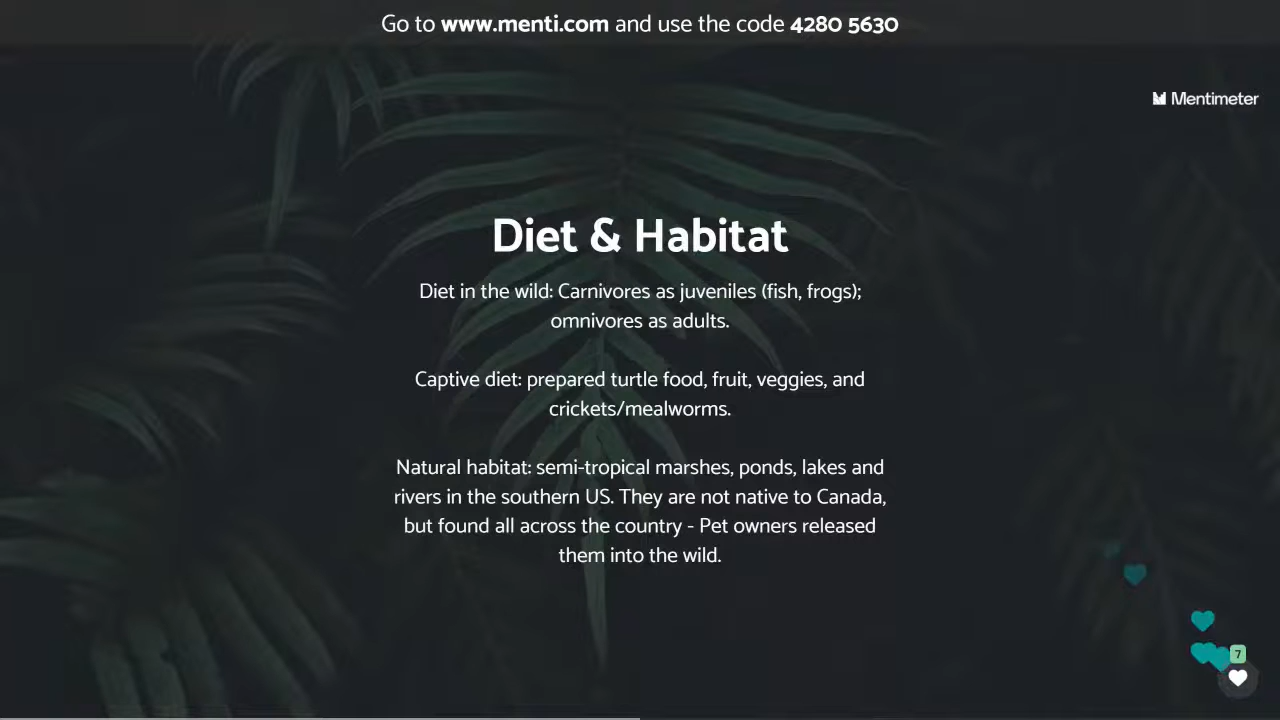 Go to www.menti.com and use the code 4280 5630
Mentimeter
Diet & Habitat
Diet in the wild: Carnivores as juveniles (fish, frogs);
omnivores as adults.
Captive diet: prepared turtle food, fruit, veggies, and
crickets/mealworms.
Natural habitat: semi-tropical marshes, ponds, lakes and
rivers in the southern US. They are not native to Canada,
but found all across the country - Pet owners released
them into the wild.
7